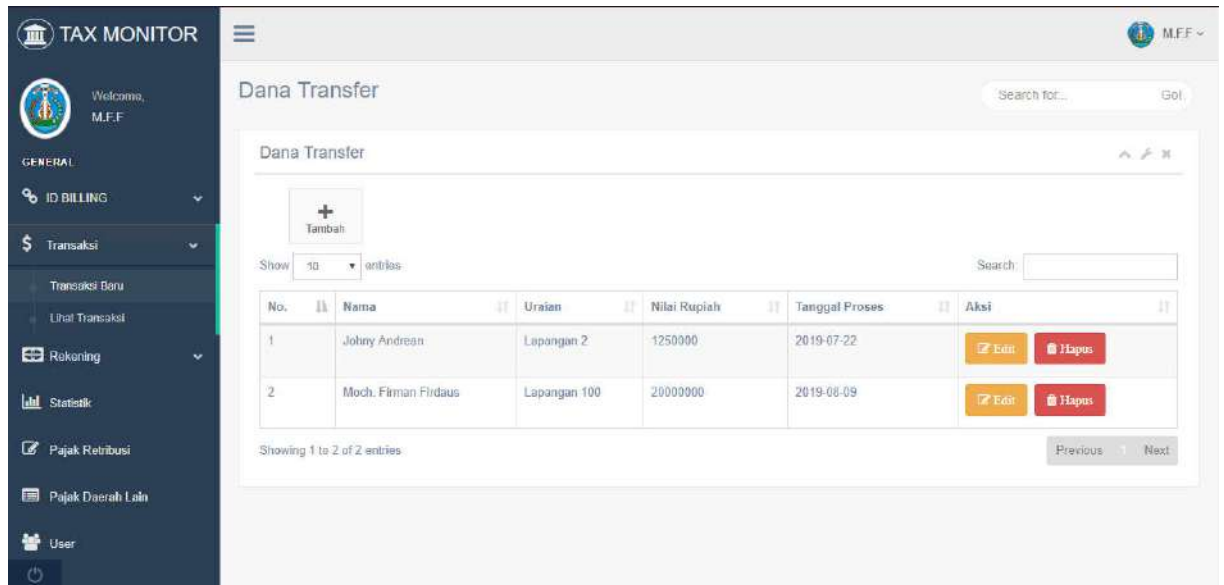 TAX MONITOR
M.F.F
Welcome,
M.F.F
GENERAL
ID BILLING
Transaksi
Transaksi Baru
Lihat Transaksi
Rekening
Statistik
Pajak Retribusi
Pajak Daerah Lain
User
Dana Transfer
Search for...
Go!
Dana Transfer
Tambah
Show 10 entries
Search:
No. Nama Uraian Nilai Rupiah Tanggal Proses Aksi
1 Johny Andrean Lapangan 2 1250000 2019-07-22 Edit Hapus
2 Moch. Firman Firdaus Lapangan 100 20000000 2019-08-09 Edit Hapus
Showing 1 to 2 of 2 entries
Previous 1 Next